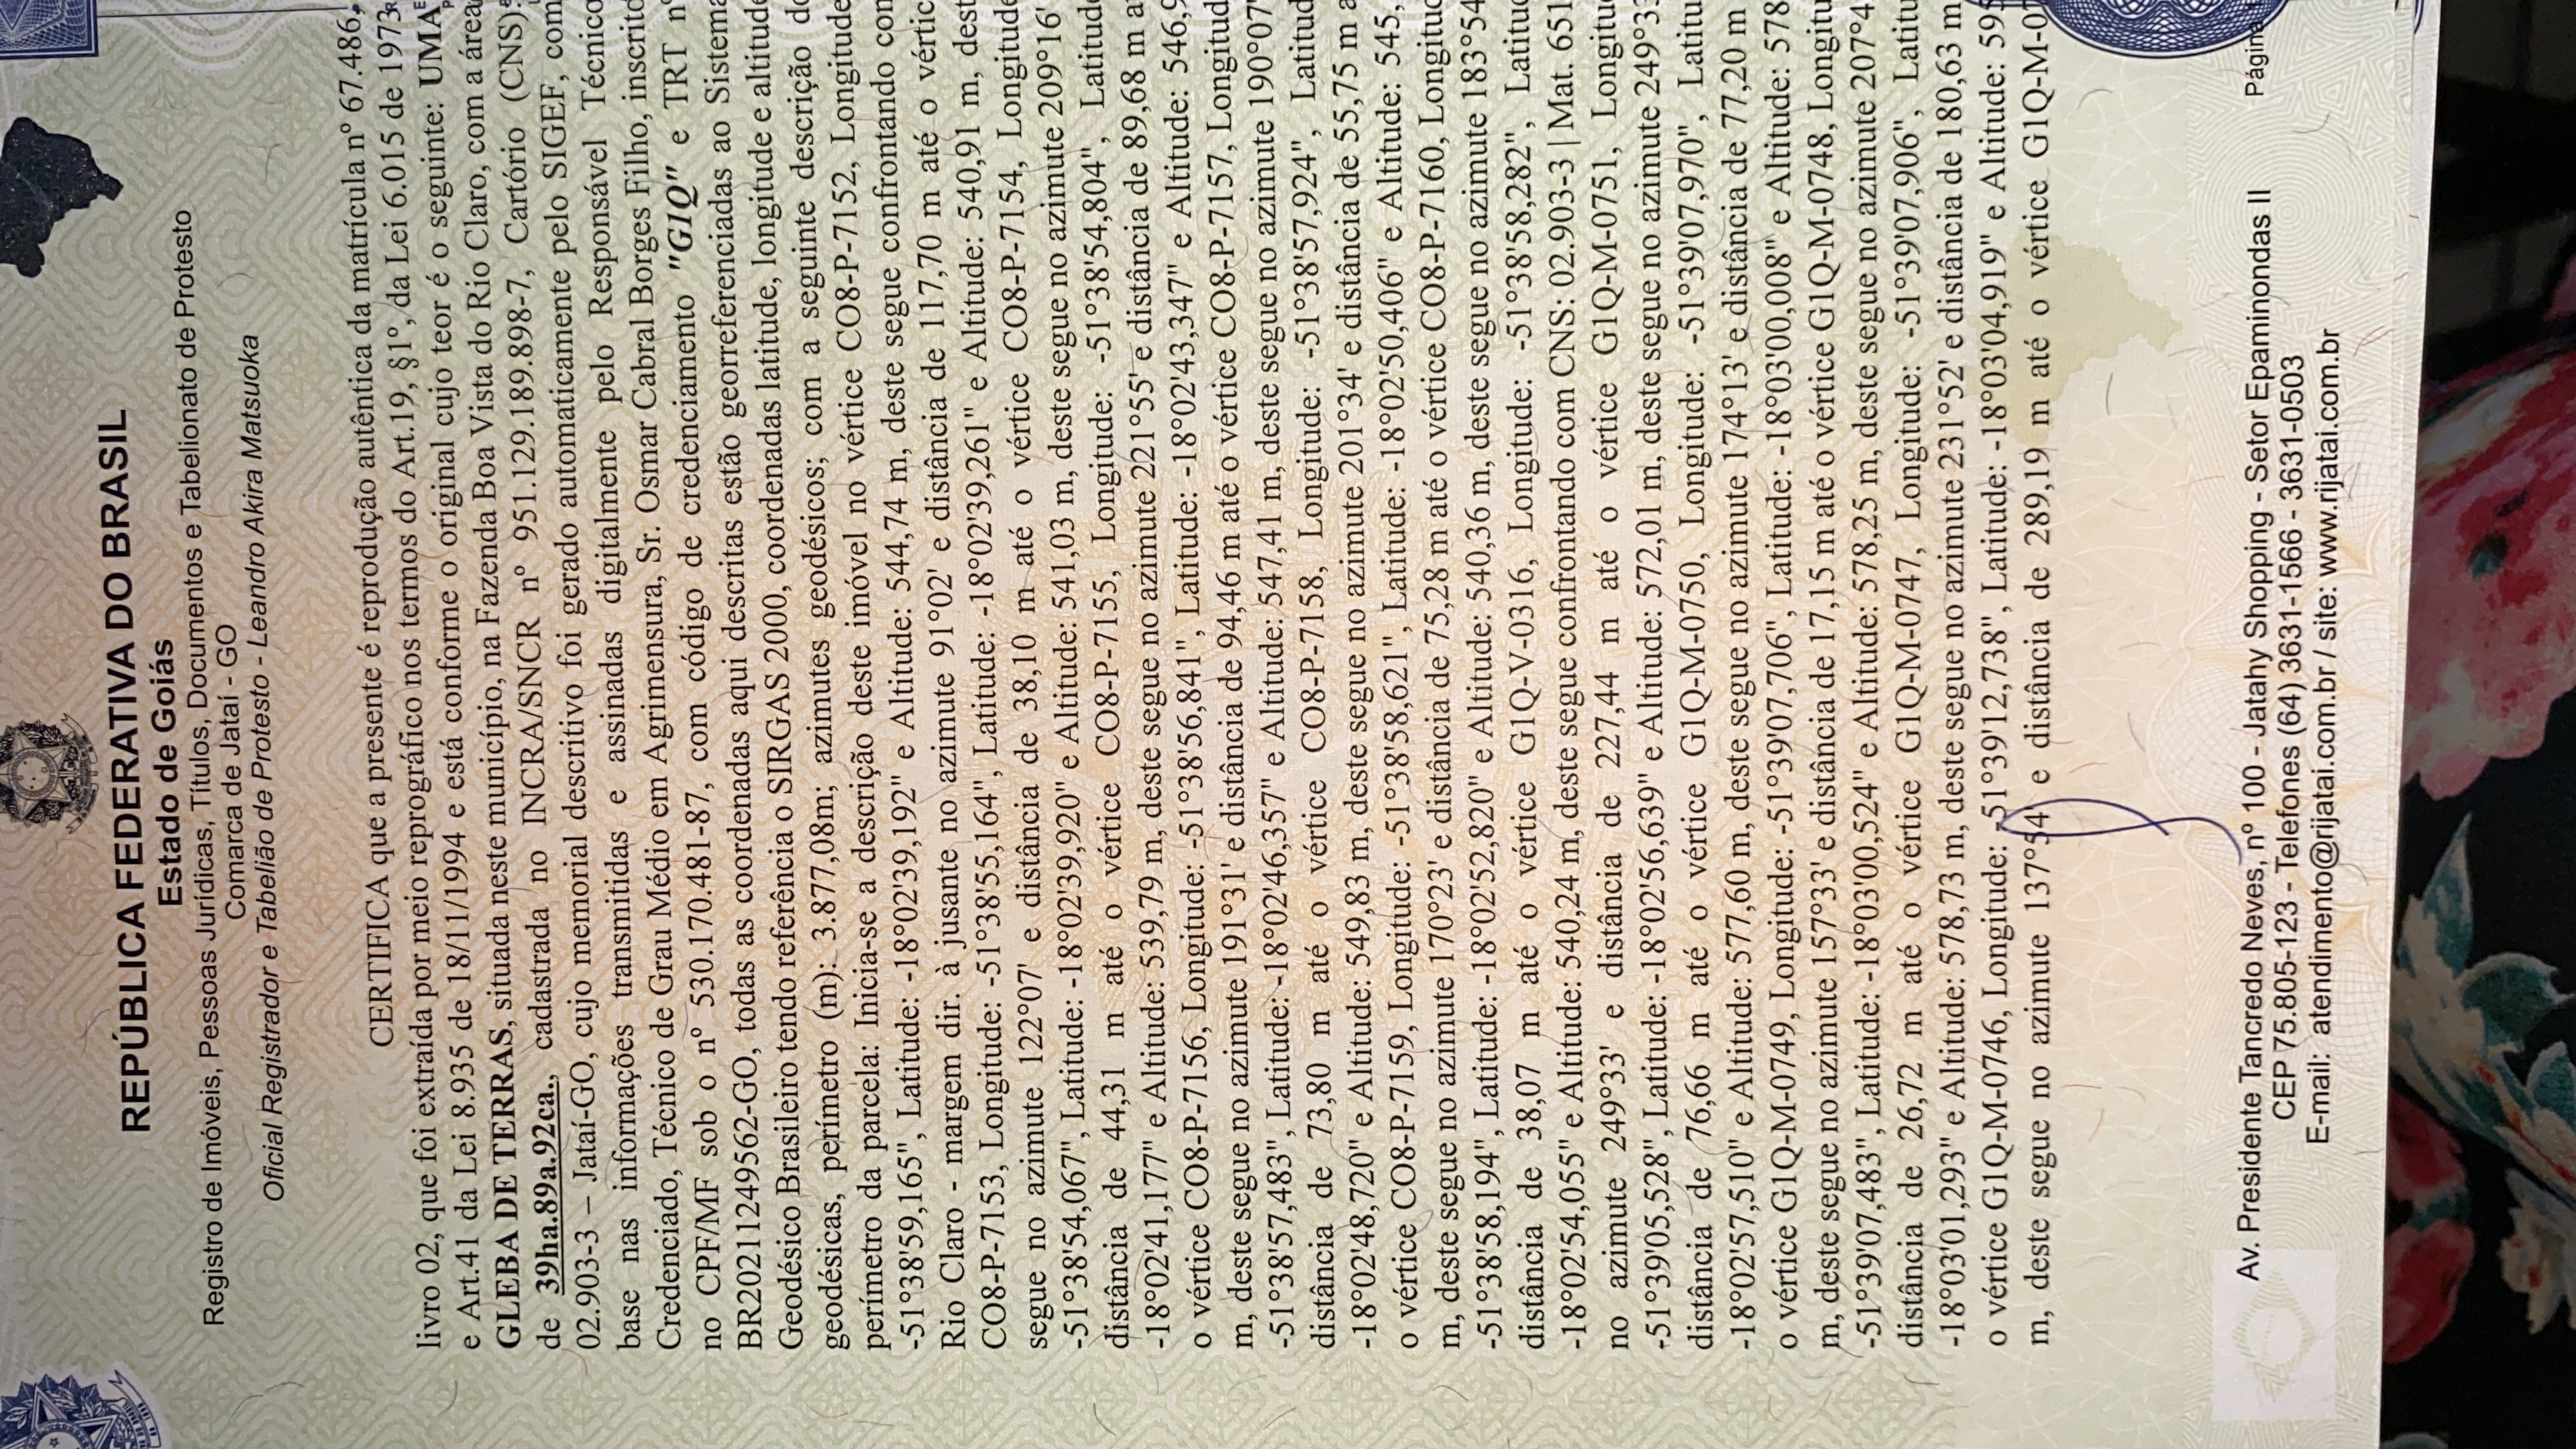 REPÚBLICA FEDERATIVA DO BRASIL
Estado de Goiás
Registro de Imóveis, Pessoas Jurídicas, Títulos, Documentos e Tabelionato de Protesto
Comarca de Jataí - GO
Oficial Registrador e Tabelião de Protesto - Leandro Akira Matsuoka
CERTIFICA que a presente é reprodução autêntica da matrícula nº 67.486,
livro 02, que foi extraída por meio reprográfico nos termos do Art.19, §1º, da Lei 6.015 de 1973
e Art.41 da Lei 8.935 de 18/11/1994 e está conforme o original cujo teor é o seguinte: UMA
GLEBA DE TERRAS, situada neste município, na Fazenda Boa Vista do Rio Claro, com a área
de 39ha.89a.92ca., cadastrada no INCRA/SNCR nº 951.129.189.898-7, Cartório (CNS):
02.903-3 – Jataí-GO, cujo memorial descritivo foi gerado automaticamente pelo SIGEF, com
base nas informações transmitidas e assinadas digitalmente pelo Responsável Técnico
Credenciado, Técnico de Grau Médio em Agrimensura, Sr. Osmar Cabral Borges Filho, inscrito
no CPF/MF sob o nº 530.170.481-87, com código de credenciamento "G1Q" e TRT nº
BR20211249562-GO, todas as coordenadas aqui descritas estão georreferenciadas ao Sistema
Geodésico Brasileiro tendo referência o SIRGAS 2000, coordenadas latitude, longitude e altitude
geodésicas, perímetro (m): 3.877,08m; azimutes geodésicos; com a seguinte descrição do
perímetro da parcela: Inicia-se a descrição deste imóvel no vértice CO8-P-7152, Longitude
-51°38'59,165", Latitude: -18°02'39,192" e Altitude: 544,74 m, deste segue confrontando com
Rio Claro - margem dir. à jusante no azimute 91°02' e distância de 117,70 m até o vértic
CO8-P-7153, Longitude: -51°38'55,164", Latitude: -18°02'39,261" e Altitude: 540,91 m, dest
segue no azimute 122°07' e distância de 38,10 m até o vértice CO8-P-7154, Longitude
-51°38'54,067", Latitude: -18°02'39,920" e Altitude: 541,03 m, deste segue no azimute 209°16'
distância de 44,31 m até o vértice CO8-P-7155, Longitude: -51°38'54,804", Latitud
-18°02'41,177" e Altitude: 539,79 m, deste segue no azimute 221°55' e distância de 89,68 m a
o vértice CO8-P-7156, Longitude: -51°38'56,841", Latitude: -18°02'43,347" e Altitude: 546,9
m, deste segue no azimute 191°31' e distância de 94,46 m até o vértice CO8-P-7157, Longitud
-51°38'57,483", Latitude: -18°02'46,357" e Altitude: 547,41 m, deste segue no azimute 190°07'
distância de 73,80 m até o vértice CO8-P-7158, Longitude: -51°38'57,924", Latitud
-18°02'48,720" e Altitude: 549,83 m, deste segue no azimute 201°34' e distância de 55,75 m a
o vértice CO8-P-7159, Longitude: -51°38'58,621", Latitude: -18°02'50,406" e Altitude: 545,
m, deste segue no azimute 170°23' e distância de 75,28 m até o vértice CO8-P-7160, Longitud
-51°38'58,194", Latitude: -18°02'52,820" e Altitude: 540,36 m, deste segue no azimute 183°54
distância de 38,07 m até o vértice G1Q-V-0316, Longitude: -51°38'58,282", Latitud
-18°02'54,055" e Altitude: 540,24 m, deste segue confrontando com CNS: 02.903-3 | Mat. 651
no azimute 249°33' e distância de 227,44 m até o vértice G1Q-M-0751, Longitu
-51°39'05,528", Latitude: -18°02'56,639" e Altitude: 572,01 m, deste segue no azimute 249°33
distância de 76,66 m até o vértice G1Q-M-0750, Longitude: -51°39'07,970", Latitu
-18°02'57,510" e Altitude: 577,60 m, deste segue no azimute 174°13' e distância de 77,20 m
o vértice G1Q-M-0749, Longitude: -51°39'07,706", Latitude: -18°03'00,008" e Altitude: 578
m, deste segue no azimute 157°33' e distância de 17,15 m até o vértice G1Q-M-0748, Longitu
-51°39'07,483", Latitude: -18°03'00,524" e Altitude: 578,25 m, deste segue no azimute 207°4
distância de 26,72 m até o vértice G1Q-M-0747, Longitude: -51°39'07,906", Latitu
-18°03'01,293" e Altitude: 578,73 m, deste segue no azimute 231°52' e distância de 180,63 m
o vértice G1Q-M-0746, Longitude: -51°39'12,738", Latitude: -18°03'04,919" e Altitude: 595
m, deste segue no azimute 137°54' e distância de 289,19 m até o vértice G1Q-M-07
Av. Presidente Tancredo Neves, nº 100 - Jatahy Shopping - Setor Epaminondas II
Página
CEP 75.805-123 - Telefones (64) 3631-1566 - 3631-0503
E-mail: atendimento@rijatai.com.br / site: www.rijatai.com.br